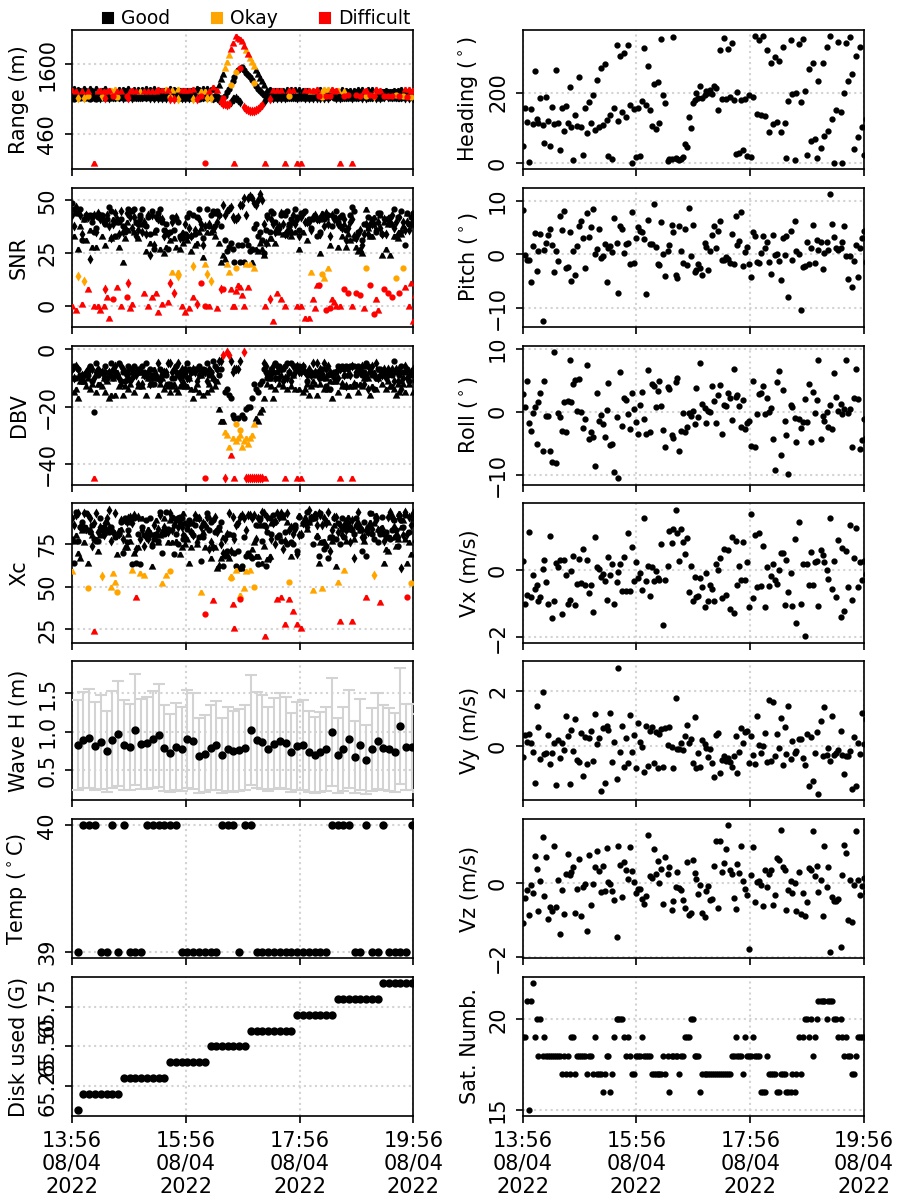 Good Okay Difficult
Range (m)
1600
460
Heading (°)
200
0
SNR
50
25
0
Pitch (°)
10
0
−10
DBV
0
−20
−40
Roll (°)
10
0
−10
Xc
75
50
25
Vx (m/s)
0
−2
Wave H (m)
1.5
1.0
0.5
Vy (m/s)
2
0
Temp (°C)
40
39
Vz (m/s)
0
−2
Disk used (G)
65.75
65.5
65.25
Sat. Numb.
20
15
13:56 15:56 17:56 19:56 13:56 15:56 17:56 19:56
08/04 08/04 08/04 08/04 08/04 08/04 08/04 08/04
2022 2022 2022 2022 2022 2022 2022 2022